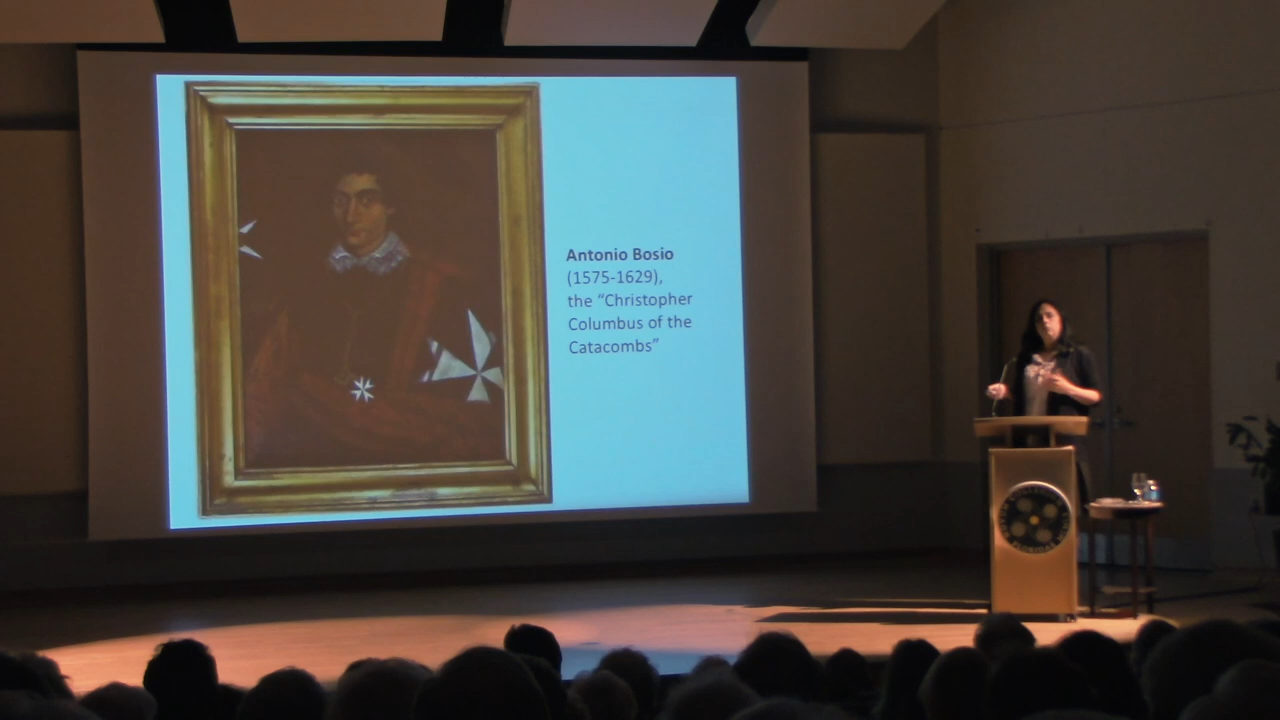 Antonio Bosio
(1575-1629),
the “Christopher
Columbus of the
Catacombs”